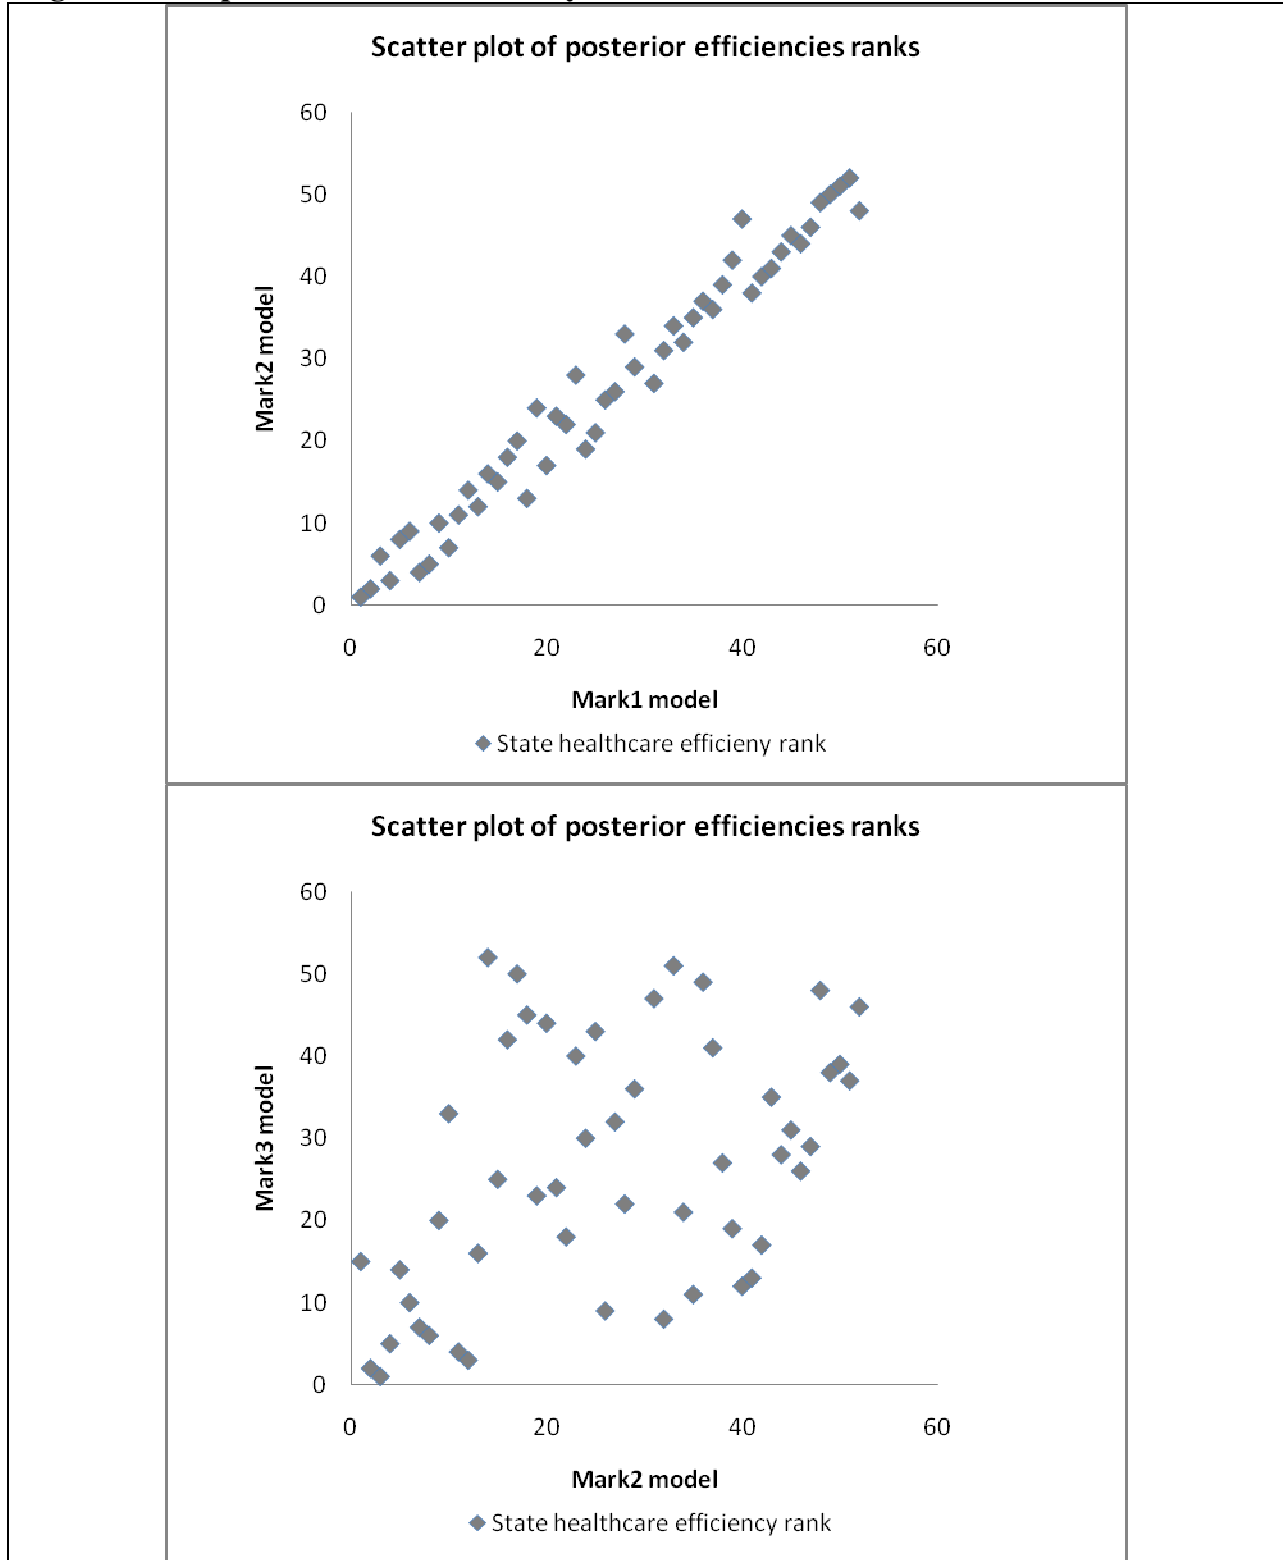 Scatter plot of posterior efficiencies ranks
60
50
40
30
20
10
0
Mark2 model
0 20 40 60
Mark1 model
State healthcare efficieny rank
Scatter plot of posterior efficiencies ranks
60
50
40
30
20
10
0
Mark3 model
0 20 40 60
Mark2 model
State healthcare efficiency rank